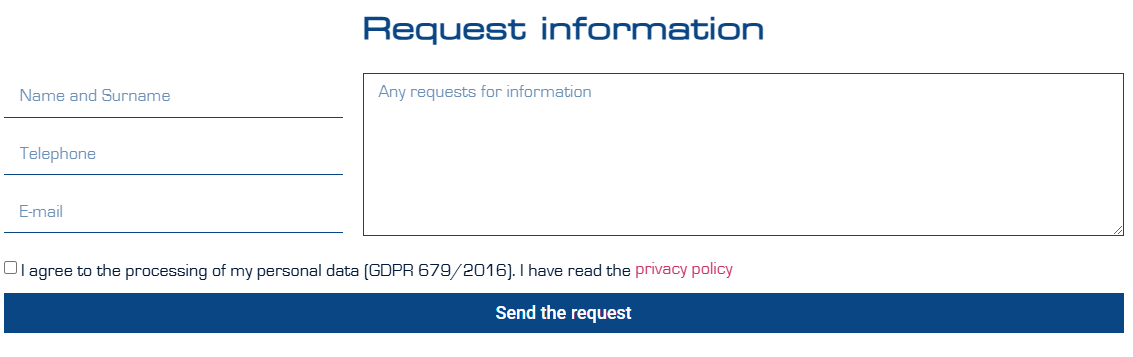 Request information
Name and Surname
Any requests for information
Telephone
E-mail
I agree to the processing of my personal data (GDPR 679/2016). I have read the privacy policy
Send the request